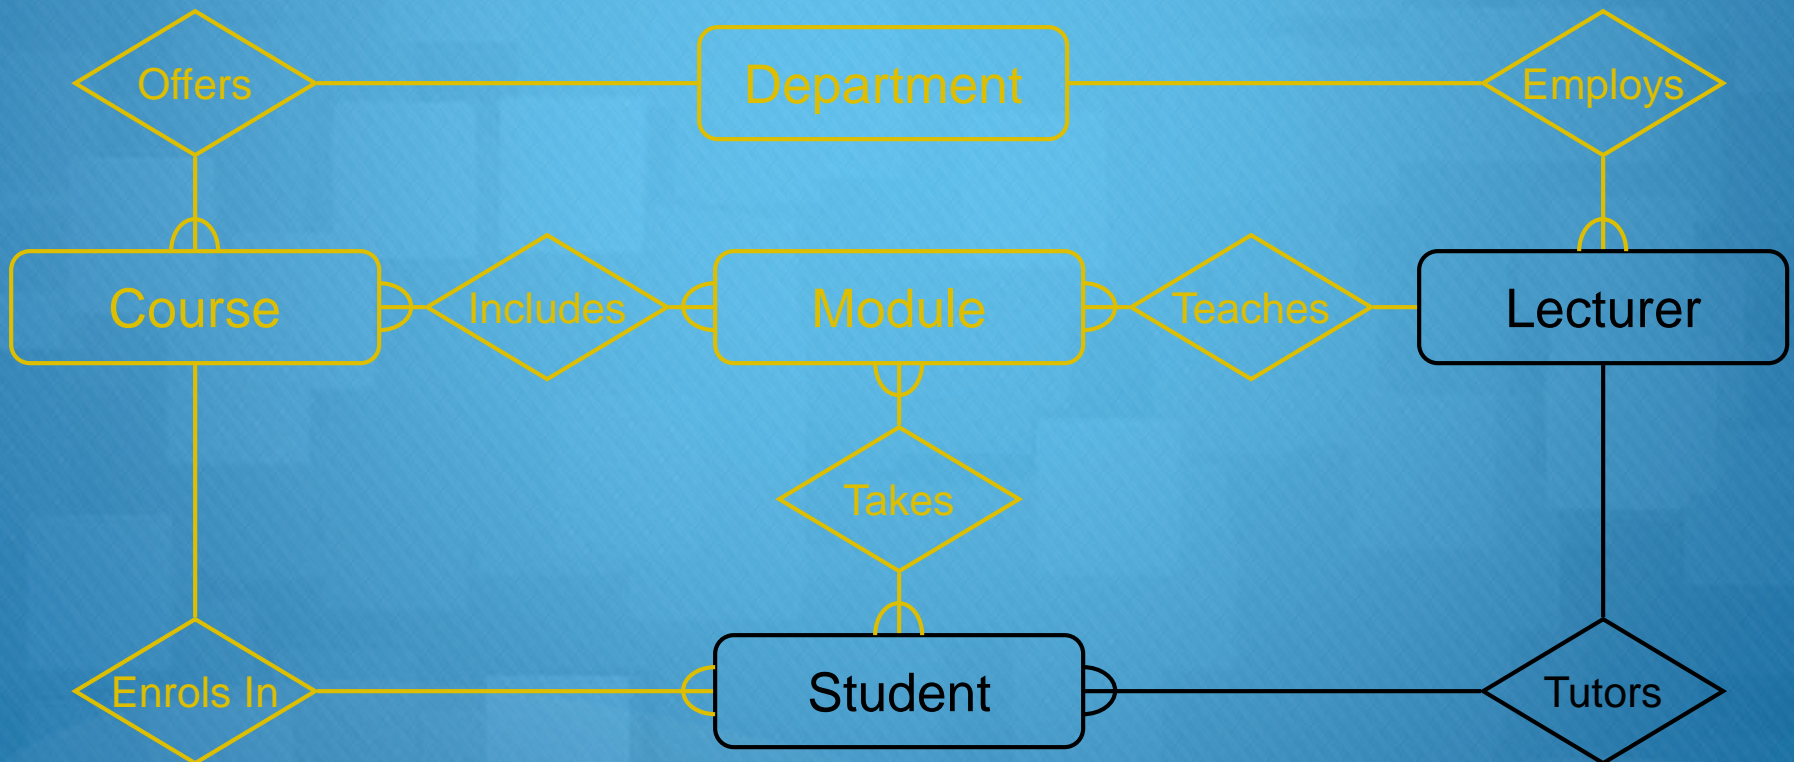 Offers
Department
Employs
Course
Includes
Module
Teaches
Lecturer
Takes
Enrols In
Student
Tutors